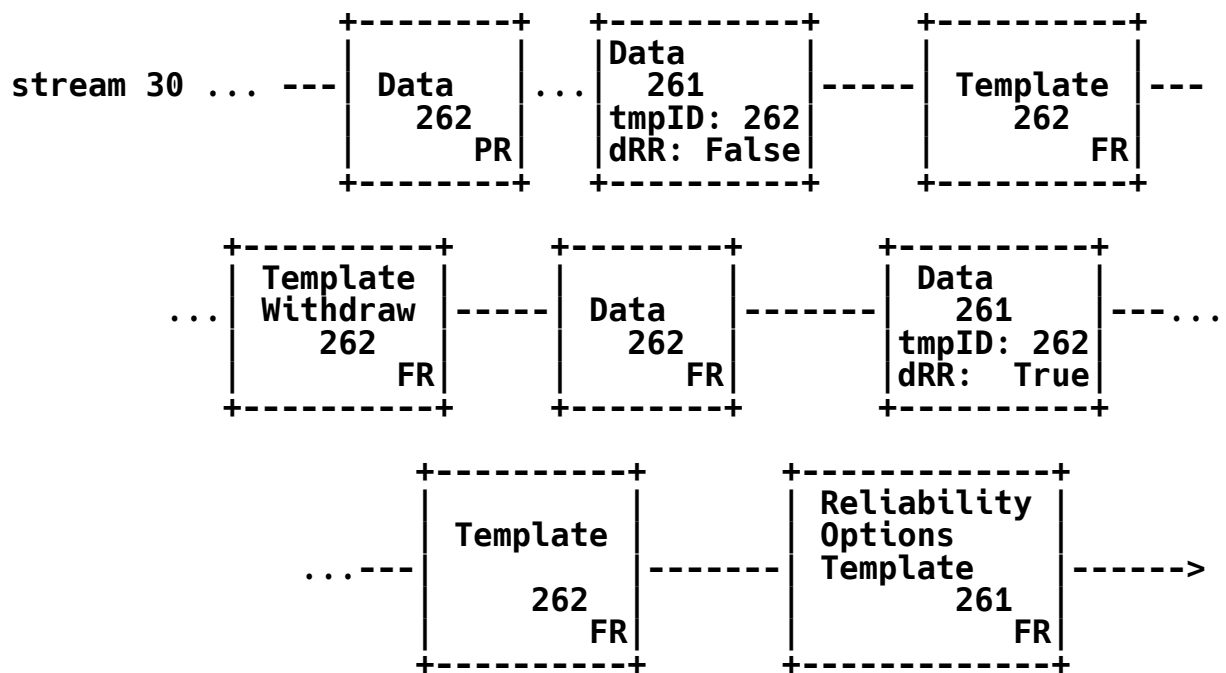 +--------+   +----------+      +----------+
|        |   |Data      |      |          |
stream 30 ... ---|  Data  |...|  261     |-----| Template |---
|   262  |   |tmpID: 262|      |    262   |
|      PR|   |dRR: False|      |        FR|
+--------+   +----------+      +----------+
+----------+     +--------+       +----------+
| Template |     |        |       | Data     |
...| Withdraw |-----| Data   |-------|   261    |---...
|    262   |     |   262  |       |tmpID: 262|
|        FR|     |      FR|       |dRR:  True|
+----------+     +--------+       +----------+
+----------+       +-------------+
|          |       | Reliability |
| Template |       | Options     |
...---|          |-------| Template    |------>
|     262  |       |        261  |
|        FR|       |           FR|
+----------+       +-------------+